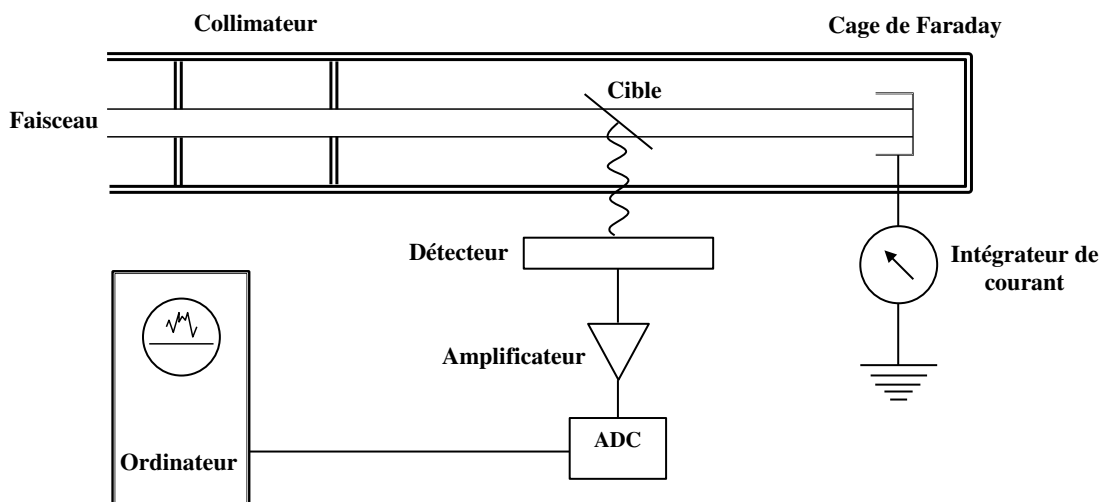 Collimateur
Cage de Faraday
Cible
Faisceau
Détecteur
Intégrateur de
courant
Amplificateur
ADC
Ordinateur